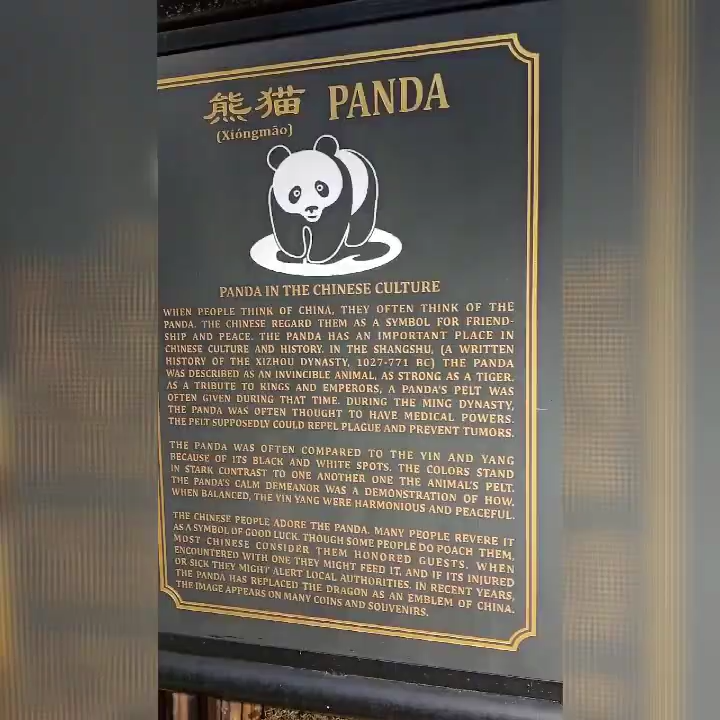 熊猫 PANDA
(Xióngmāo)
PANDA IN THE CHINESE CULTURE
WHEN PEOPLE THINK OF CHINA, THEY OFTEN THINK OF THE
PANDA. THE CHINESE REGARD THEM AS A SYMBOL FOR FRIEND-
SHIP AND PEACE. THE PANDA HAS AN IMPORTANT PLACE IN
CHINESE CULTURE AND HISTORY. IN THE SHANGSHU, (A WRITTEN
HISTORY OF THE XIZHOU DYNASTY, 1027-771 BC) THE PANDA
WAS DESCRIBED AS AN INVINCIBLE ANIMAL, AS STRONG AS A TIGER.
AS A TRIBUTE TO KINGS AND EMPERORS, A PANDA'S PELT WAS
OFTEN GIVEN DURING THAT TIME. DURING THE MING DYNASTY,
THE PANDA WAS OFTEN THOUGHT TO HAVE MEDICAL POWERS.
THE PELT SUPPOSEDLY COULD REPEL PLAGUE AND PREVENT TUMORS.
THE PANDA WAS OFTEN COMPARED TO THE YIN AND YANG
BECAUSE OF ITS BLACK AND WHITE SPOTS. THE COLORS STAND
IN STARK CONTRAST TO ONE ANOTHER ONE THE ANIMAL'S PELT.
THE PANDA'S CALM DEMEANOR WAS A DEMONSTRATION OF HOW,
WHEN BALANCED, THE YIN YANG WERE HARMONIOUS AND PEACEFUL.
THE CHINESE PEOPLE ADORE THE PANDA. MANY PEOPLE REVERE IT
AS A SYMBOL OF GOOD LUCK. THOUGH SOME PEOPLE DO POACH THEM,
MOST CHINESE CONSIDER THEM HONORED GUESTS. WHEN
ENCOUNTERED WITH ONE THEY MIGHT FEED IT, AND IF ITS INJURED
OR SICK THEY MIGHT ALERT LOCAL AUTHORITIES. IN RECENT YEARS,
THE PANDA HAS REPLACED THE DRAGON AS AN EMBLEM OF CHINA.
THE IMAGE APPEARS ON MANY COINS AND SOUVENIRS.